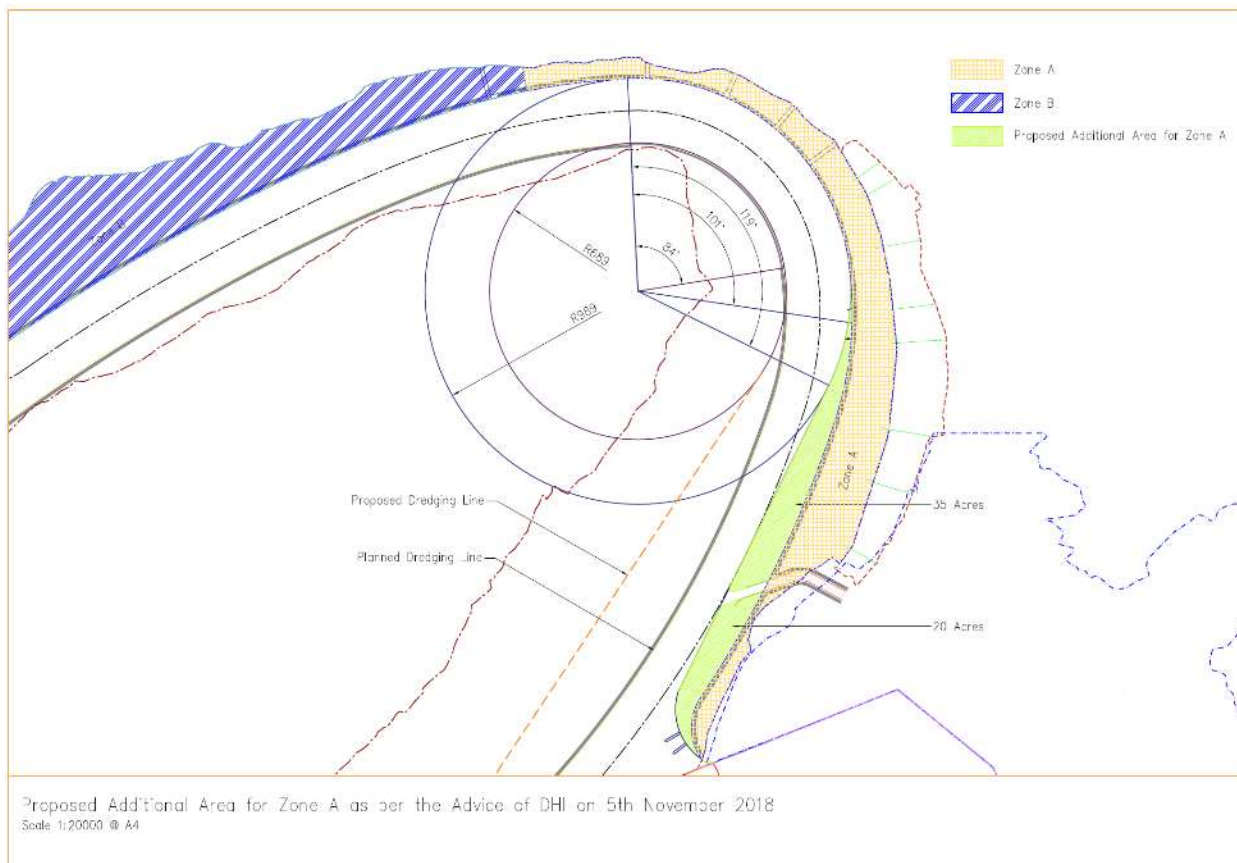 Zone A
Zone B
Proposed Additional Area for Zone A
Zone B
119°
101°
84°
R689
R989
Zone A
Proposed Dredging Line
35 Acres
Planned Dredging Line
20 Acres
Proposed Additional Area for Zone A as per the Advice of DHI on 5th November 2018
Scale 1:20000 @ A4